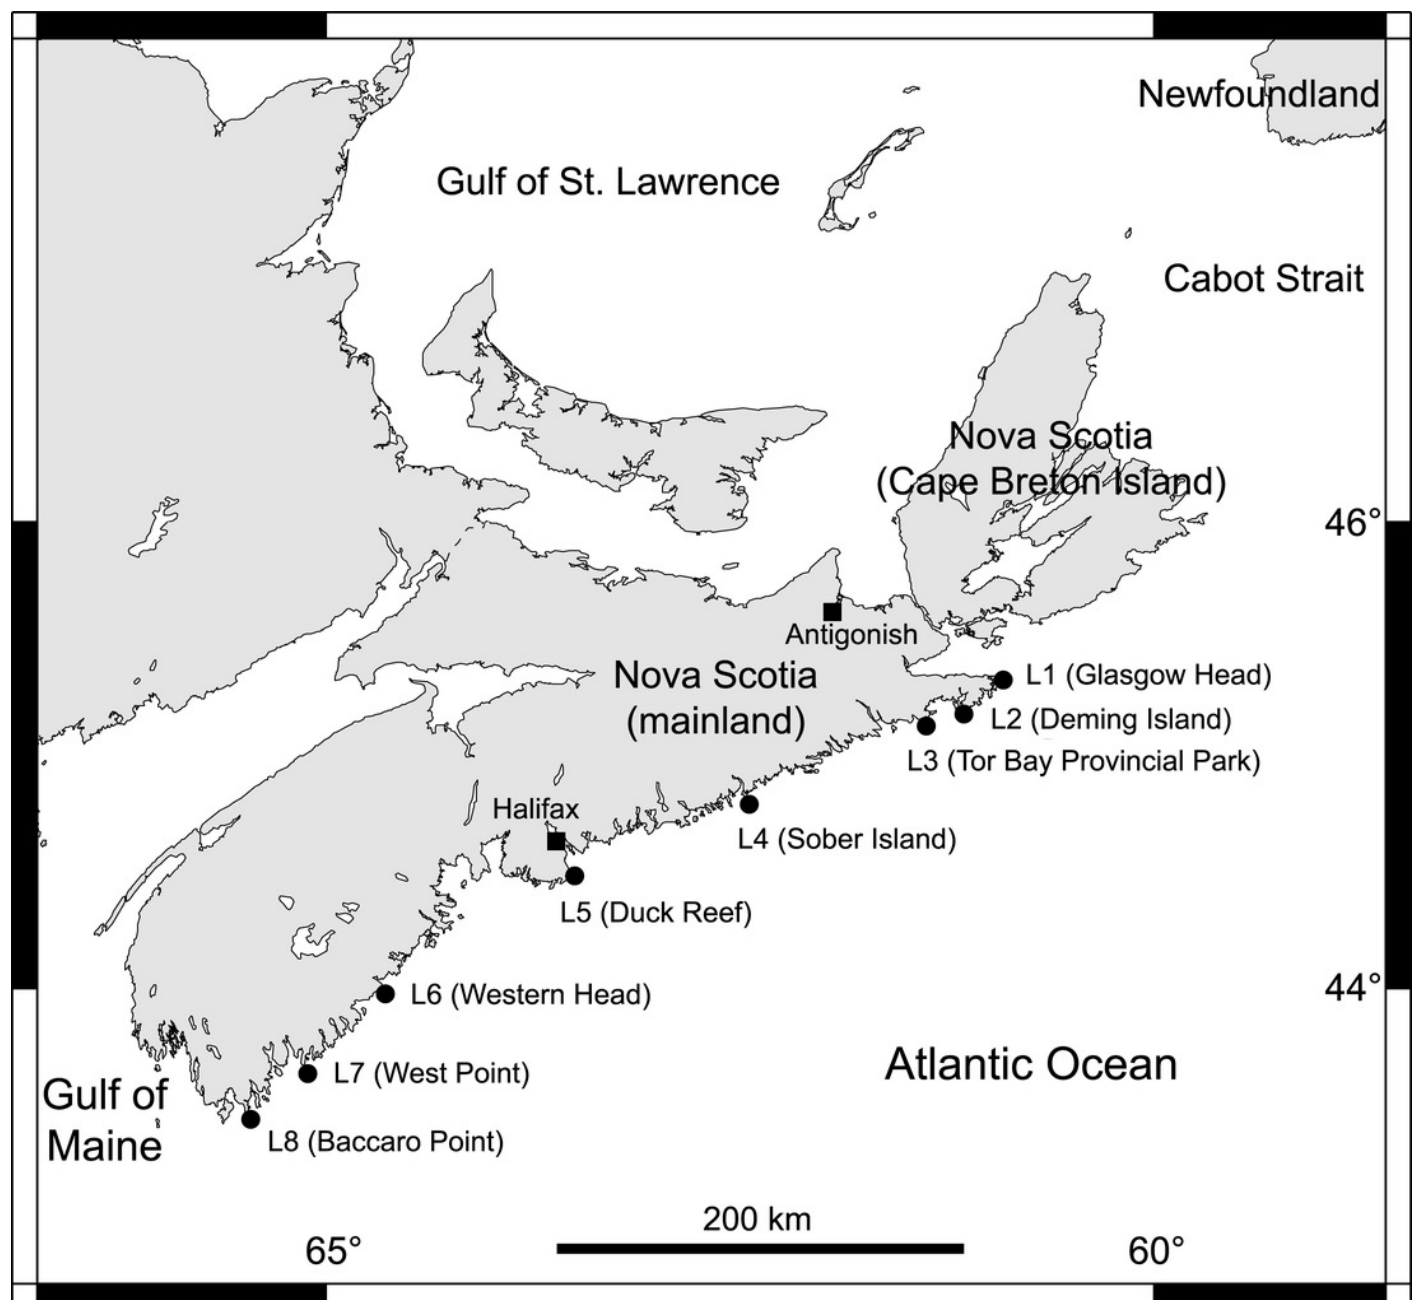 Newfoundland
Gulf of St. Lawrence
Cabot Strait
Nova Scotia
(Cape Breton Island)
46°
Antigonish
Nova Scotia
(mainland)
L1 (Glasgow Head)
L2 (Deming Island)
L3 (Tor Bay Provincial Park)
Halifax
L4 (Sober Island)
L5 (Duck Reef)
L6 (Western Head)
44°
Atlantic Ocean
L7 (West Point)
Gulf of
Maine
L8 (Baccaro Point)
200 km
65°
60°